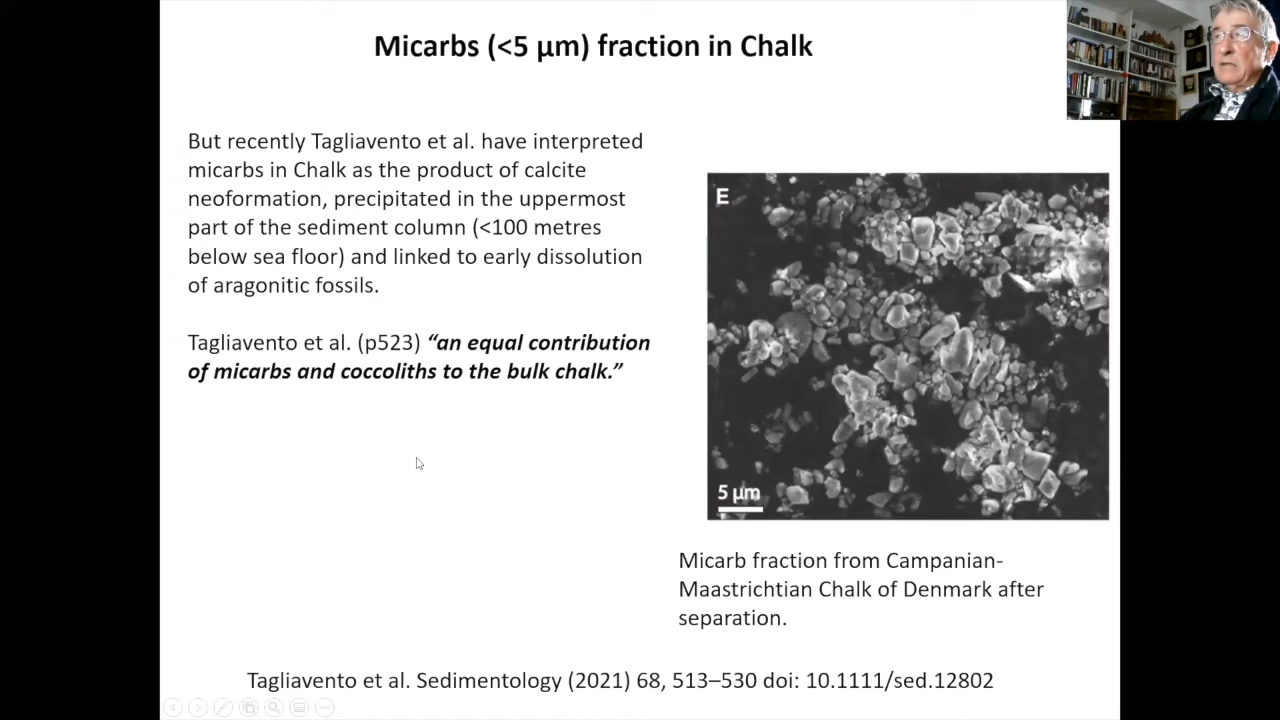 Micarbs (<5 µm) fraction in Chalk
But recently Tagliavento et al. have interpreted
micarbs in Chalk as the product of calcite
neoformation, precipitated in the uppermost
part of the sediment column (<100 metres
below sea floor) and linked to early dissolution
of aragonitic fossils.
Tagliavento et al. (p523) “an equal contribution
of micarbs and coccoliths to the bulk chalk.”
E
5 µm
Micarb fraction from Campanian-
Maastrichtian Chalk of Denmark after
separation.
Tagliavento et al. Sedimentology (2021) 68, 513–530 doi: 10.1111/sed.12802